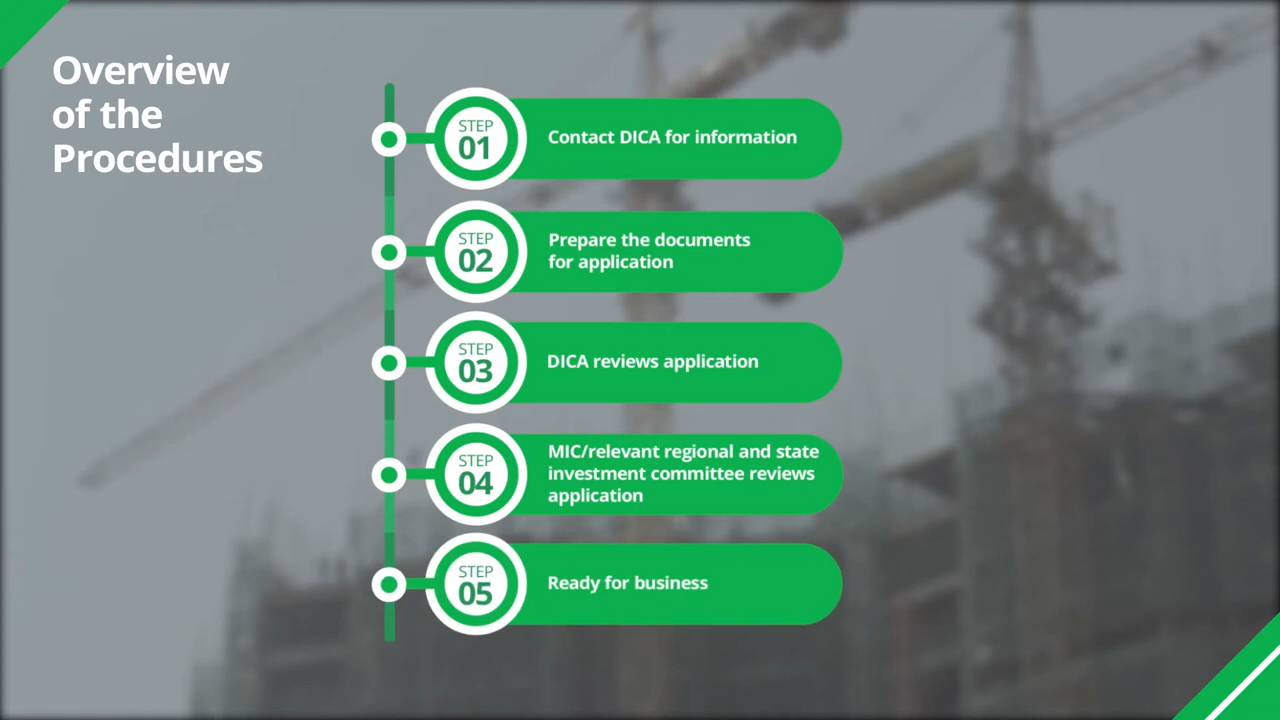 Overview
of the
Procedures
STEP
01
Contact DICA for information
STEP
02
Prepare the documents
for application
STEP
03
DICA reviews application
STEP
04
MIC/relevant regional and state
investment committee reviews
application
STEP
05
Ready for business